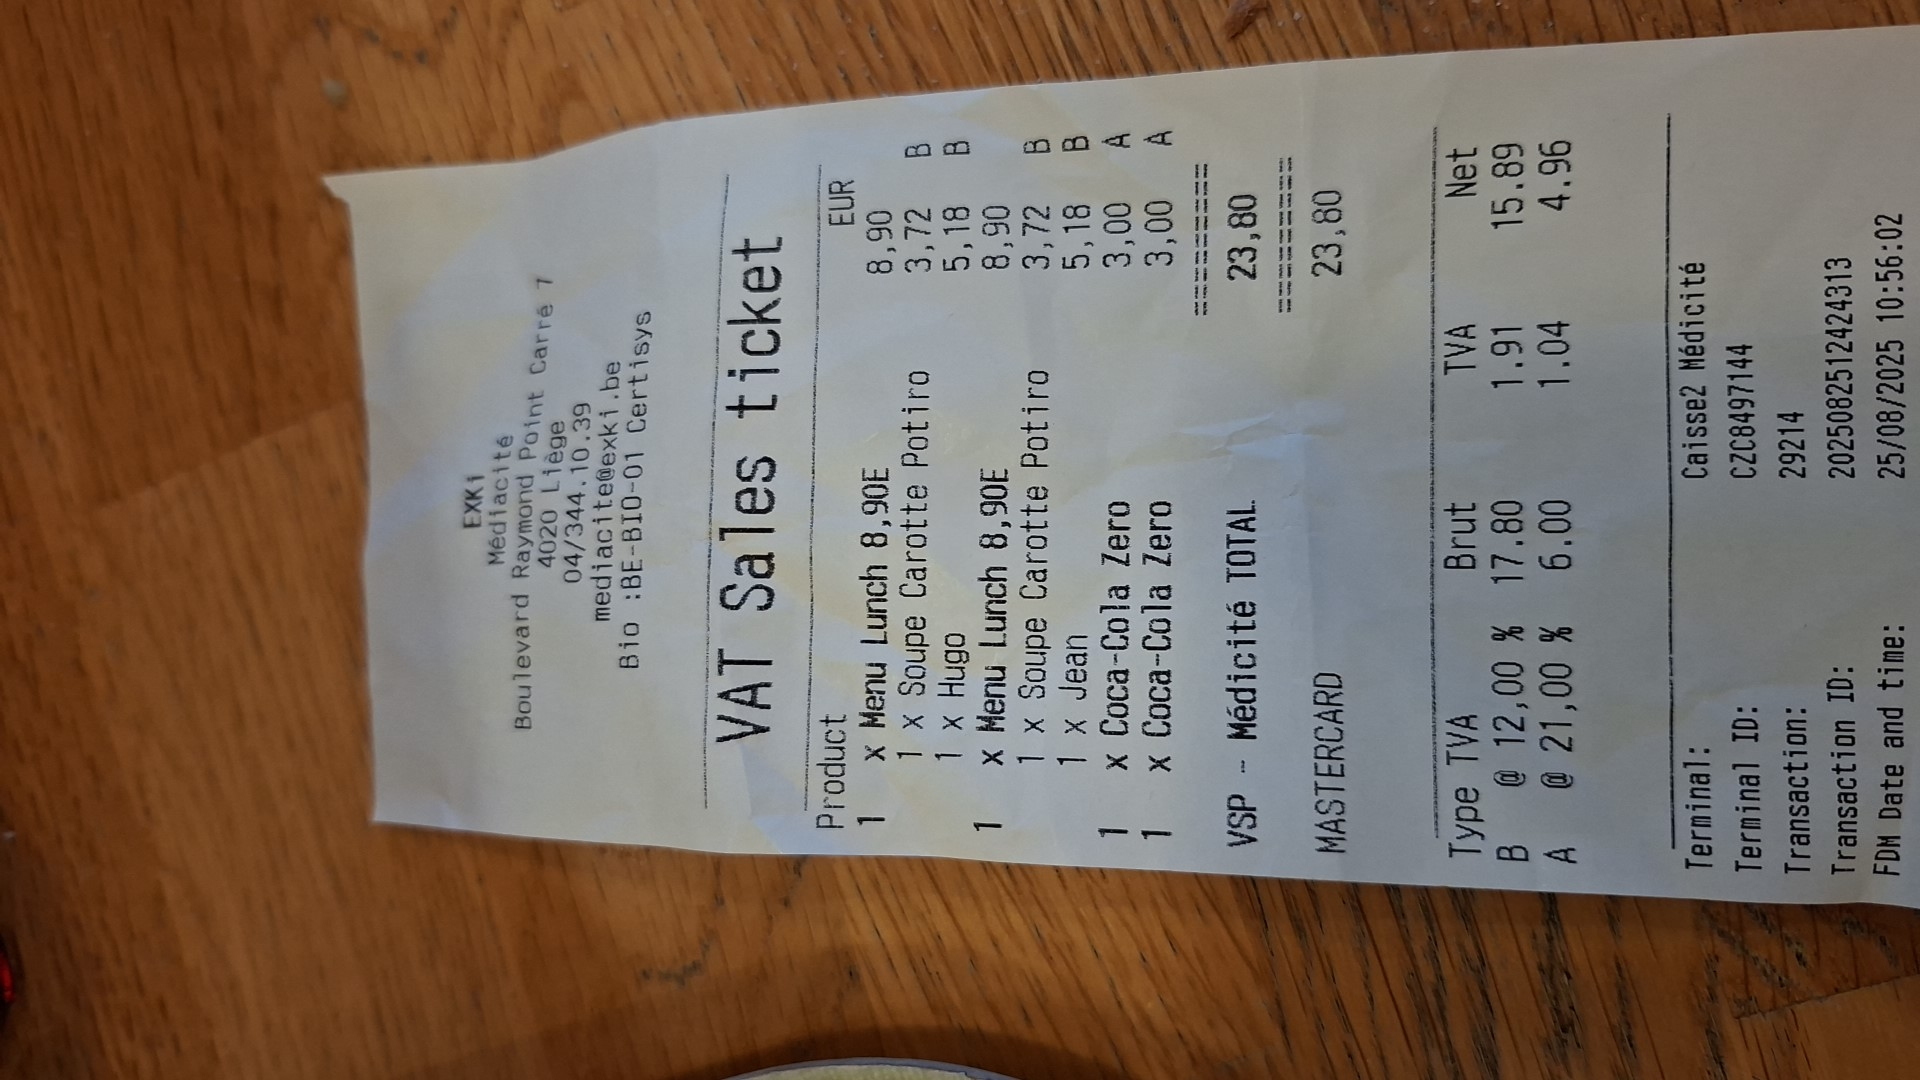 EXKi
Médiacité
Boulevard Raymond Point Carré 7
4020 Liège
04/344.10.39
mediacite@exki.be
Bio :BE-BIO-01 Certisys
VAT Sales ticket
Product EUR
1 x Menu Lunch 8,90E 8,90
1 x Soupe Carotte Potiro 3,72 B
1 x Hugo 5,18 B
1 x Menu Lunch 8,90E 8,90
1 x Soupe Carotte Potiro 3,72 B
1 x Jean 5,18 B
1 x Coca-Cola Zero 3,00 A
1 x Coca-Cola Zero 3,00 A
VSP - Médicité TOTAL 23,80
MASTERCARD 23,80
Type TVA Brut TVA Net
B @ 12,00 % 17.80 1.91 15.89
A @ 21,00 % 6.00 1.04 4.96
Terminal: Caisse2 Médicité
Terminal ID: CZC8497144
Transaction: 29214
Transaction ID: 2025082512424313
FDM Date and time: 25/08/2025 10:56:02